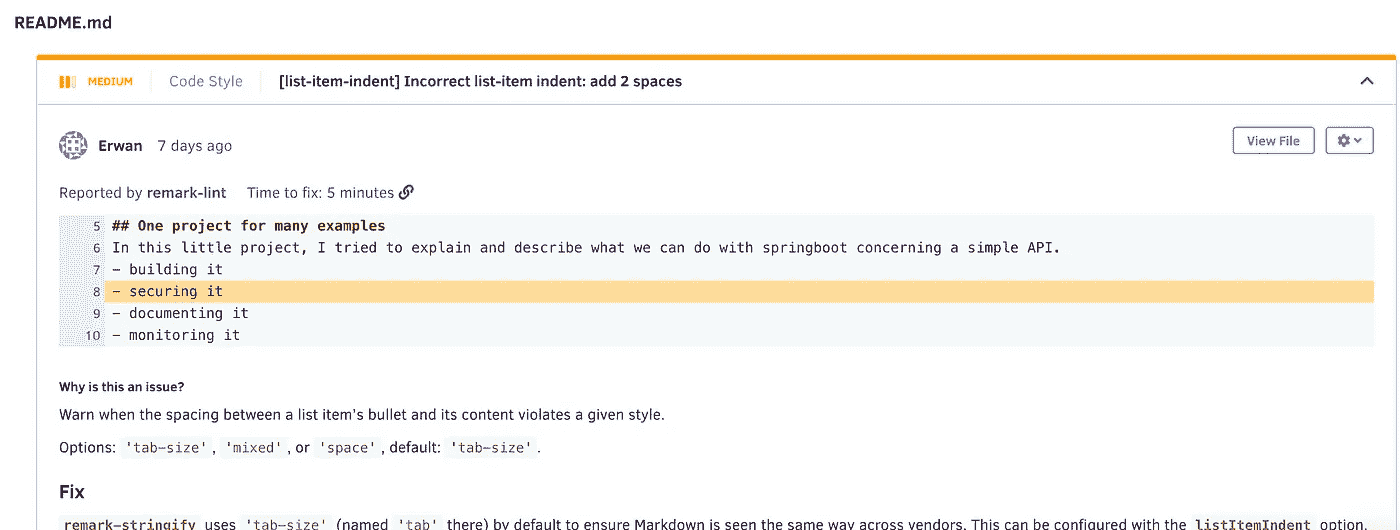 README.md
MEDIUM Code Style [list-item-indent] Incorrect list-item indent: add 2 spaces
Erwan 7 days ago View File
Reported by remark-lint Time to fix: 5 minutes
5 ## One project for many examples
6 In this little project, I tried to explain and describe what we can do with springboot concerning a simple API.
7 - building it
8 - securing it
9 - documenting it
10 - monitoring it
Why is this an issue?
Warn when the spacing between a list item's bullet and its content violates a given style.
Options: 'tab-size', 'mixed', or 'space', default: 'tab-size'.
Fix
remark-stringify uses 'tab-size' (named 'tab' there) by default to ensure Markdown is seen the same way across vendors. This can be configured with the listItemIndent option.